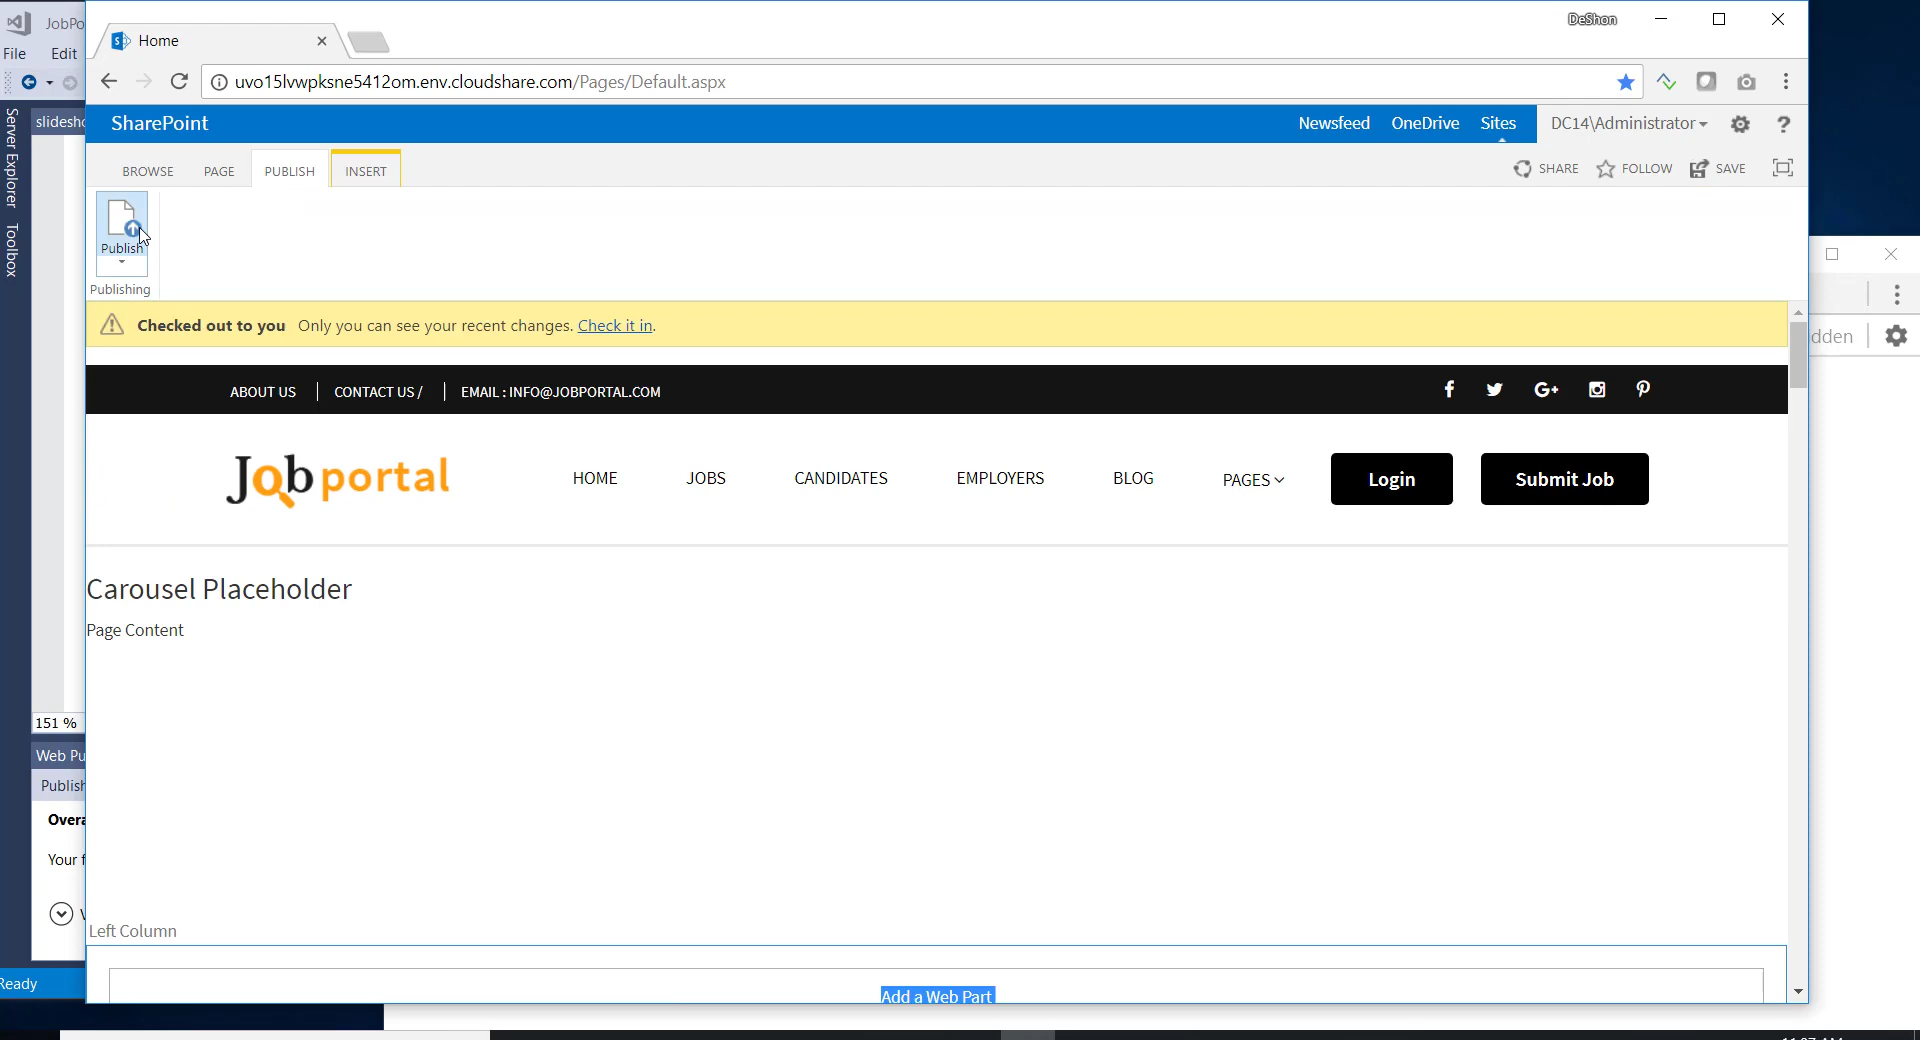 JobPo
Home
DeShon
File Edit
uvo15lvwpksne5412om.env.cloudshare.com/Pages/Default.aspx
Server Explorer
Toolbox
SharePoint
Newsfeed OneDrive Sites DC14\Administrator ?
BROWSE PAGE PUBLISH INSERT
SHARE FOLLOW SAVE
Publish
Publishing
Checked out to you Only you can see your recent changes. Check it in.
dden
ABOUT US CONTACT US / EMAIL : INFO@JOBPORTAL.COM
Job portal
HOME JOBS CANDIDATES EMPLOYERS BLOG PAGES Login Submit Job
Carousel Placeholder
Page Content
151 %
Web Pu
Publish
Overa
Your f
Left Column
Ready
Add a Web Part